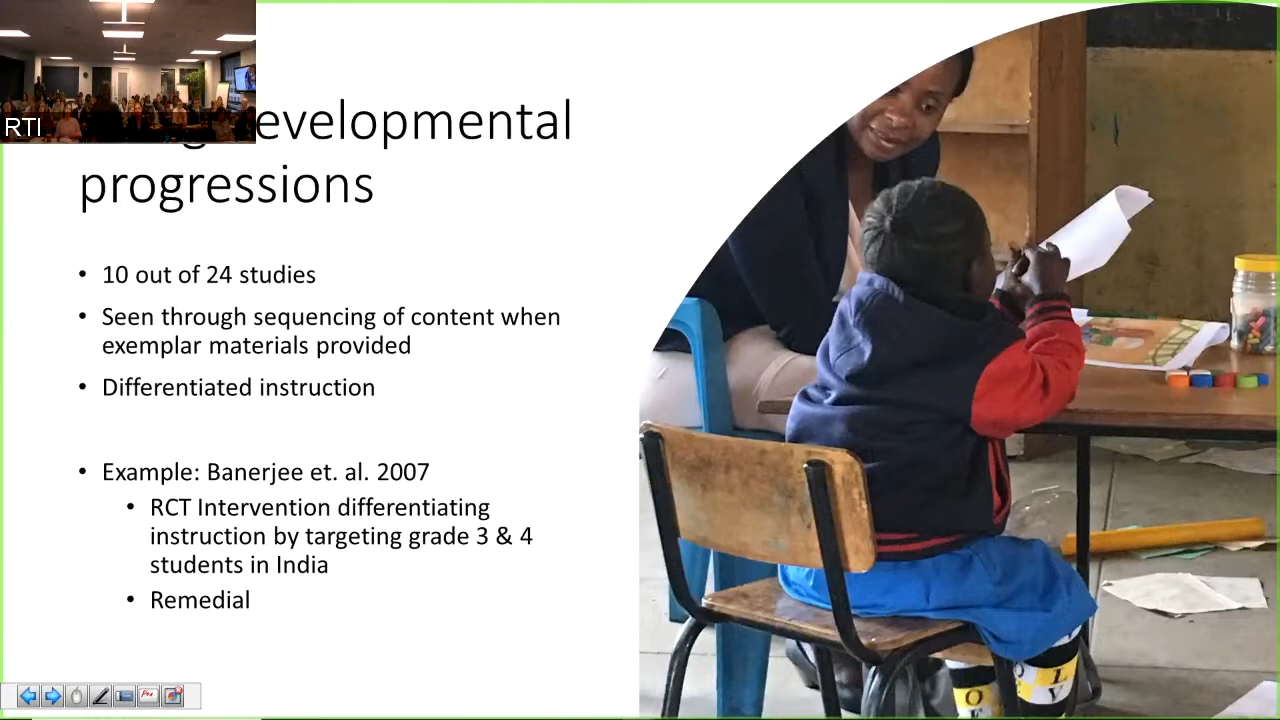 RTI
evelopmental
progressions
• 10 out of 24 studies
• Seen through sequencing of content when
exemplar materials provided
• Differentiated instruction
• Example: Banerjee et. al. 2007
• RCT Intervention differentiating
instruction by targeting grade 3 & 4
students in India
• Remedial